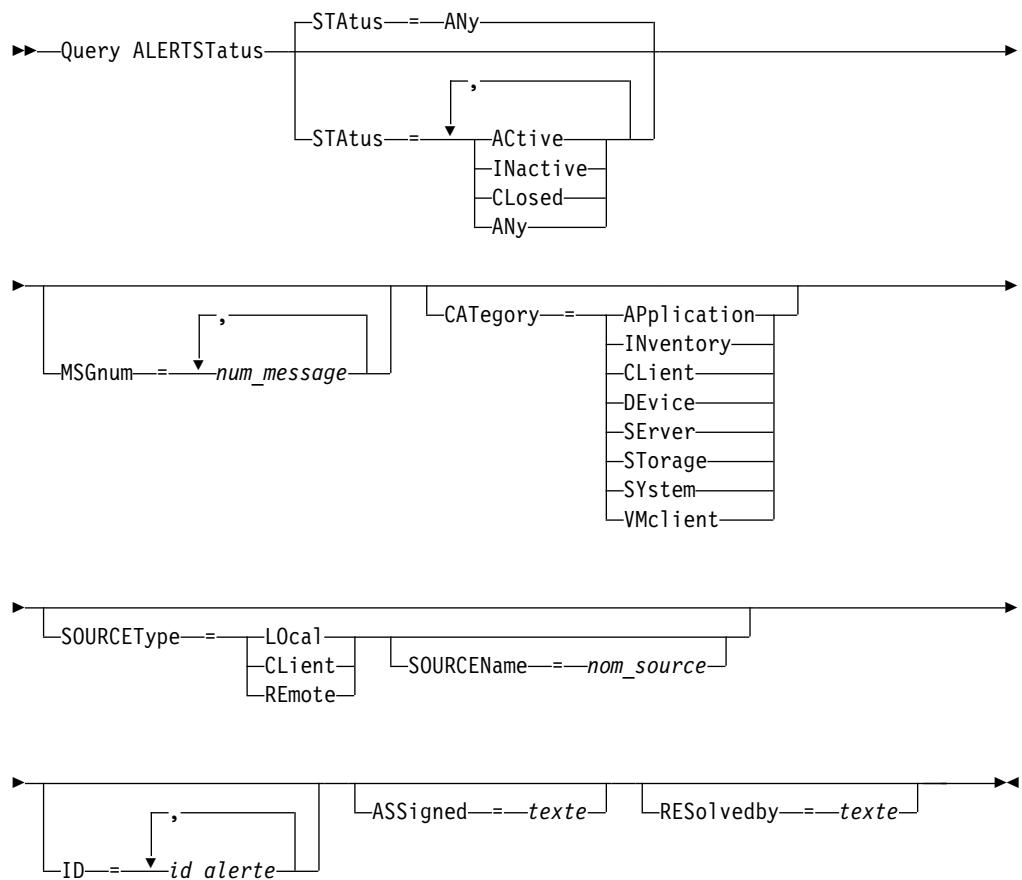 STAtus = ANy
Query ALERTSTatus
,
STAtus = ACtive
INactive
CLosed
ANy
,
MSGnum = num_message
CATegory = APplication
INventory
CLient
DEvice
SErver
STorage
SYstem
VMclient
SOURCEType = LOcal
CLient
REmote
SOURCEName = nom_source
,
ID = id_alerte
ASSigned = texte
RESolvedby = texte